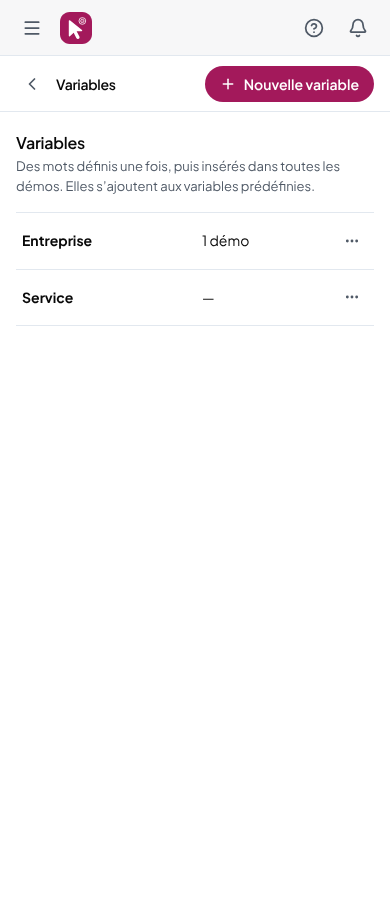 Variables
Nouvelle variable
Variables
Des mots définis une fois, puis insérés dans toutes les
démos. Elles s'ajoutent aux variables prédéfinies.
Entreprise 1 démo
Service —